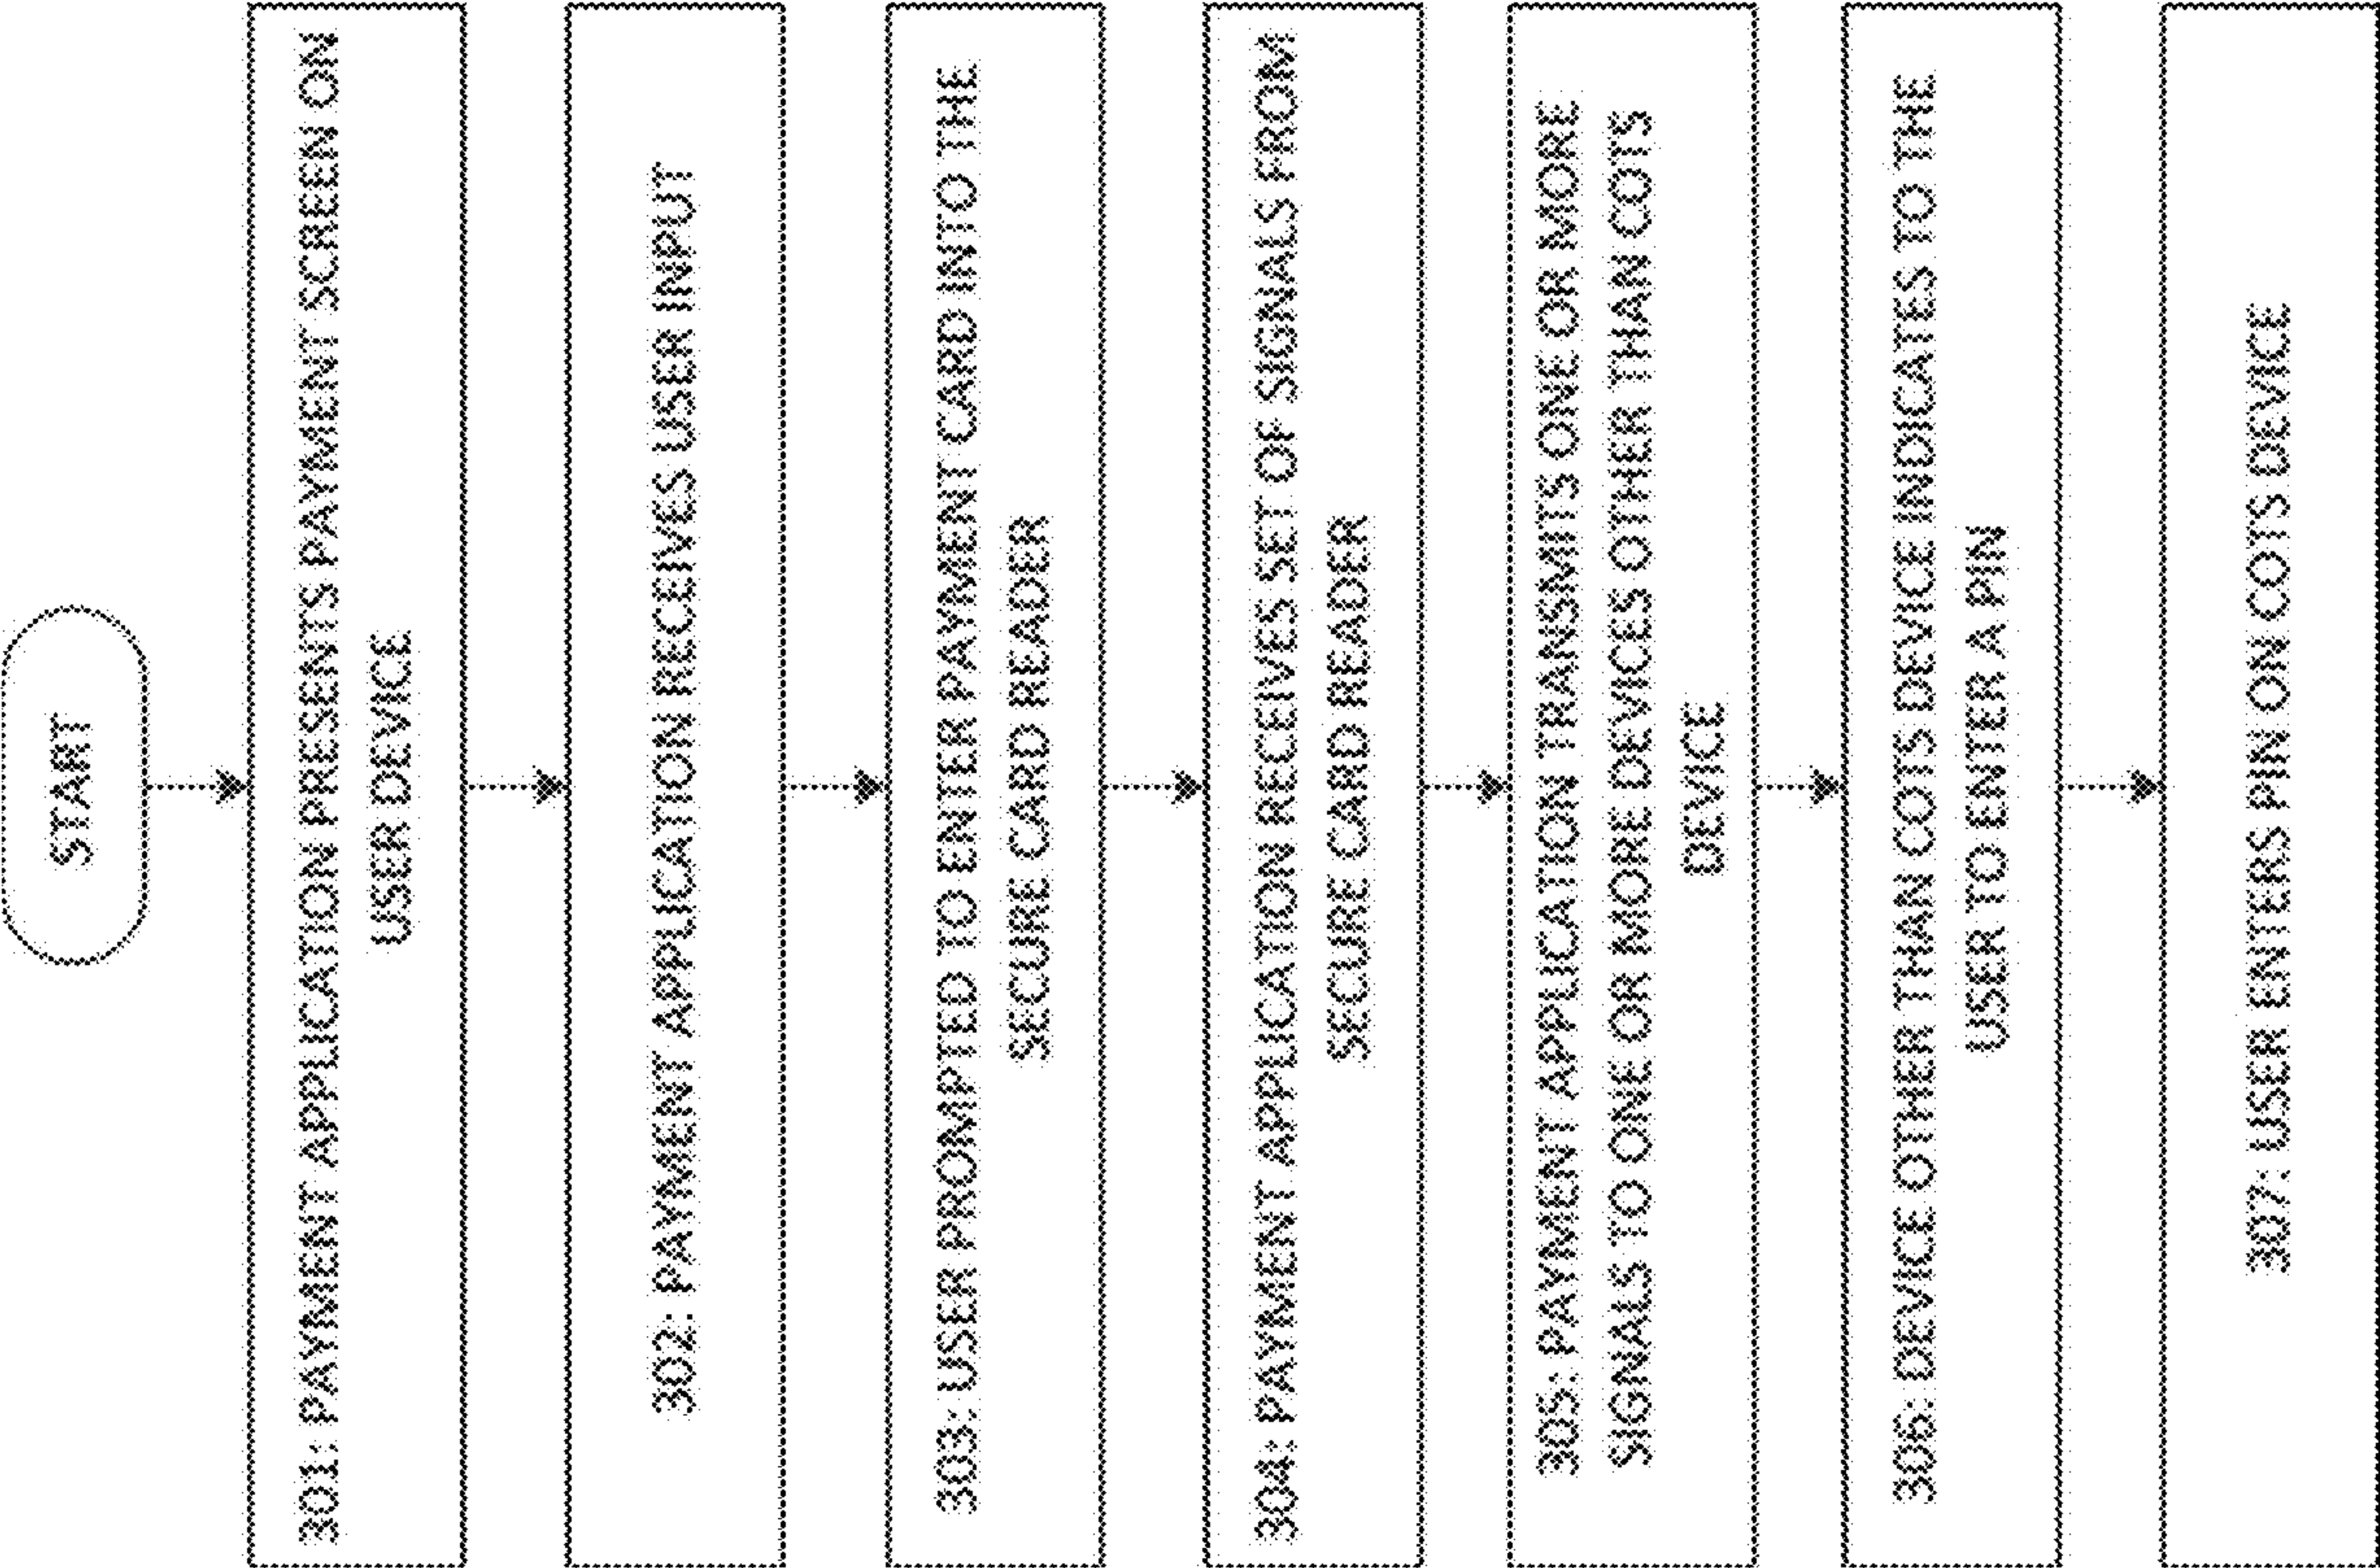 START
301: PAYMENT APPLICATION PRESENTS PAYMENT SCREEN ON
USER DEVICE
302: PAYMENT APPLICATION RECEIVES USER INPUT
303: USER PROMPTED TO ENTER PAYMENT CARD INTO THE
SECURE CARD READER
304: PAYMENT APPLICATION RECEIVES SET OF SIGNALS FROM
SECURE CARD READER
305: PAYMENT APPLICATION TRANSMITS ONE OR MORE
SIGNALS TO ONE OR MORE DEVICES OTHER THAN COTS
DEVICE
306: DEVICE OTHER THAN COTS DEVICE INDICATES TO THE
USER TO ENTER A PIN
307: USER ENTERS PIN ON COTS DEVICE